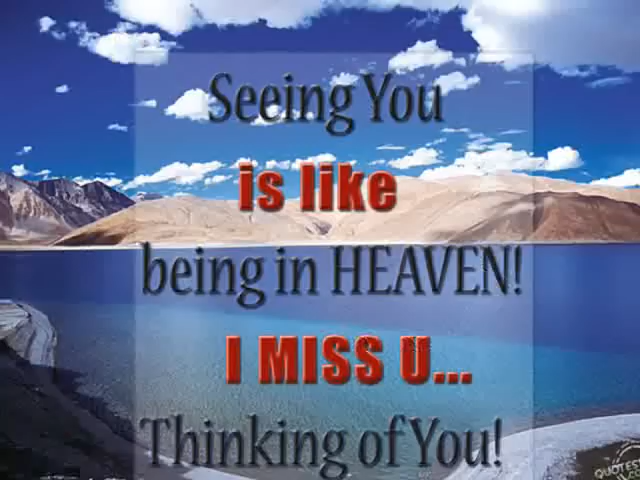 Seeing You
is like
being in HEAVEN!
I MISS U...
Thinking of You!